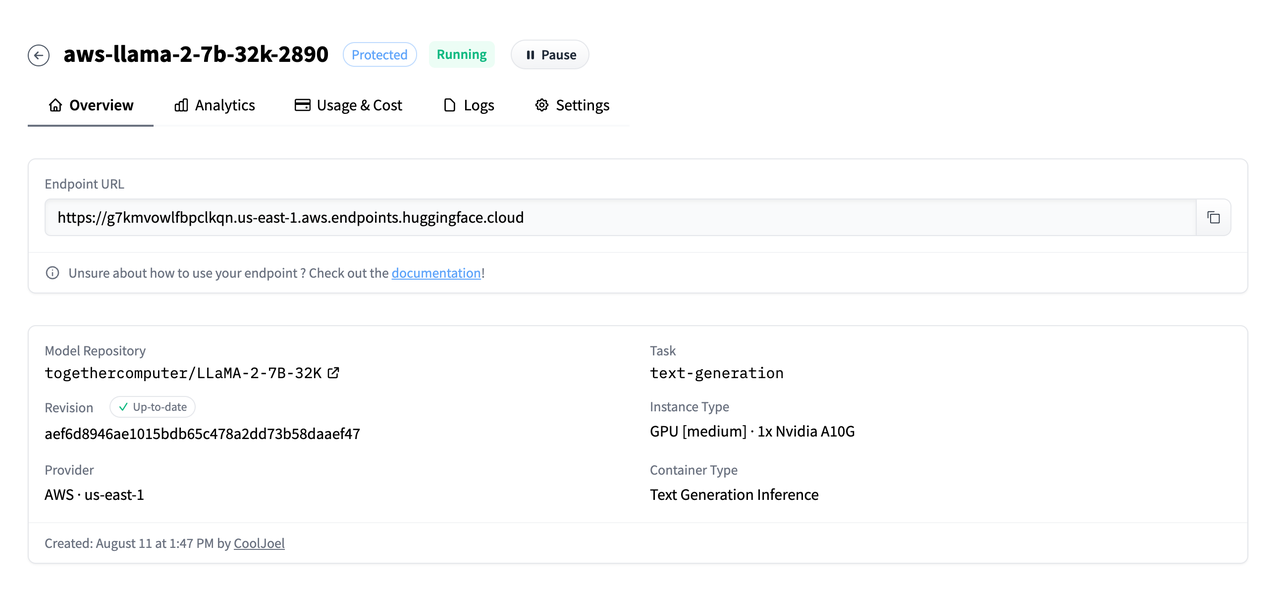 aws-llama-2-7b-32k-2890 Protected Running Pause
Overview Analytics Usage & Cost Logs Settings
Endpoint URL
https://g7kmvowlfbpclkqn.us-east-1.aws.endpoints.huggingface.cloud
Unsure about how to use your endpoint ? Check out the documentation!
Model Repository
togethercomputer/LLaMA-2-7B-32K
Task
text-generation
Revision Up-to-date
aef6d8946ae1015bdb65c478a2dd73b58daaef47
Instance Type
GPU [medium] · 1x Nvidia A10G
Provider
AWS · us-east-1
Container Type
Text Generation Inference
Created: August 11 at 1:47 PM by CoolJoel